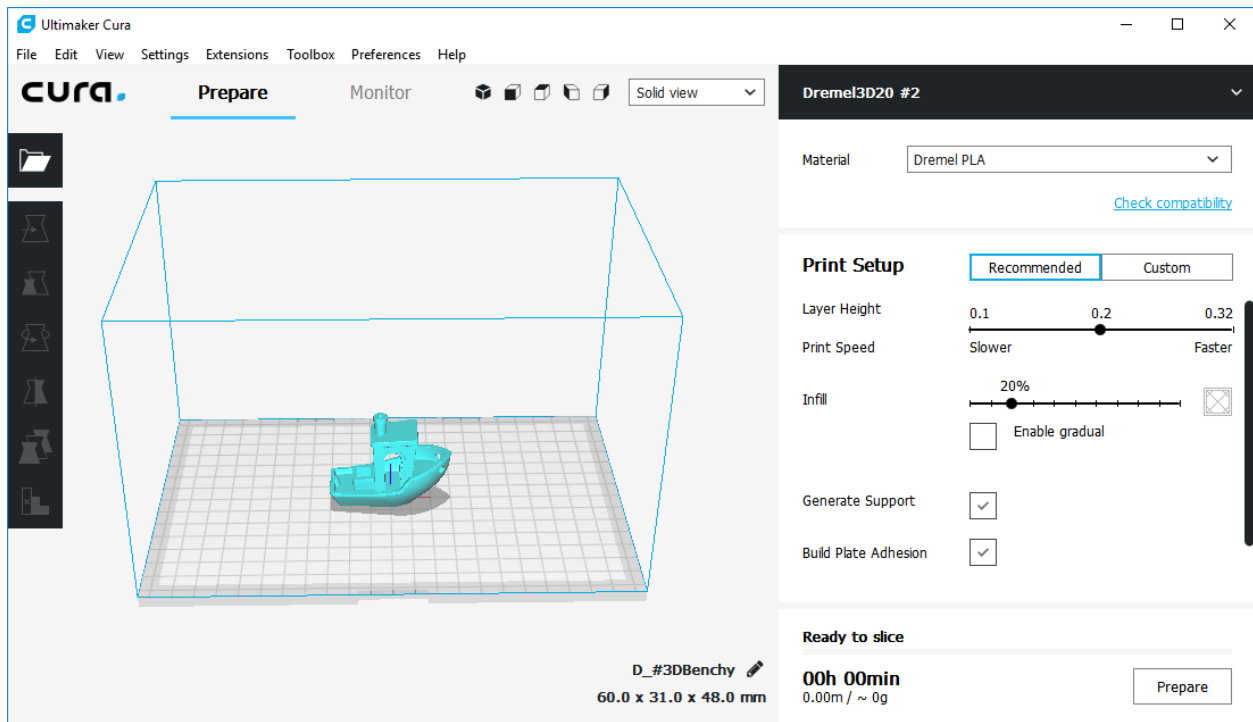 Ultimaker Cura
File Edit View Settings Extensions Toolbox Preferences Help
cura.
Prepare
Monitor
Solid view
Dremel3D20 #2
Material
Dremel PLA
Check compatibility
Print Setup
Recommended
Custom
Layer Height
0.1 0.2 0.32
Print Speed
Slower Faster
20%
Infill
Enable gradual
Generate Support
Build Plate Adhesion
D_#3DBenchy
60.0 x 31.0 x 48.0 mm
Ready to slice
00h 00min
0.00m / ~ 0g
Prepare